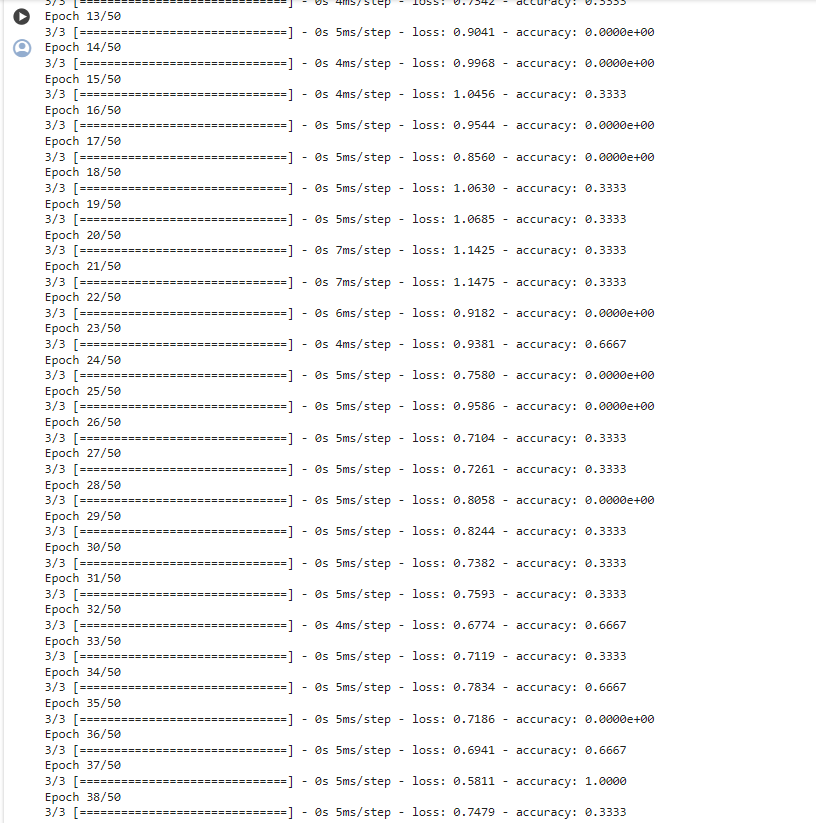 3/3 [==============================] - 0s 4ms/step - loss: 0.7342 - accuracy: 0.3333
Epoch 13/50
3/3 [==============================] - 0s 5ms/step - loss: 0.9041 - accuracy: 0.0000e+00
Epoch 14/50
3/3 [==============================] - 0s 4ms/step - loss: 0.9968 - accuracy: 0.0000e+00
Epoch 15/50
3/3 [==============================] - 0s 4ms/step - loss: 1.0456 - accuracy: 0.3333
Epoch 16/50
3/3 [==============================] - 0s 5ms/step - loss: 0.9544 - accuracy: 0.0000e+00
Epoch 17/50
3/3 [==============================] - 0s 5ms/step - loss: 0.8560 - accuracy: 0.0000e+00
Epoch 18/50
3/3 [==============================] - 0s 5ms/step - loss: 1.0630 - accuracy: 0.3333
Epoch 19/50
3/3 [==============================] - 0s 5ms/step - loss: 1.0685 - accuracy: 0.3333
Epoch 20/50
3/3 [==============================] - 0s 7ms/step - loss: 1.1425 - accuracy: 0.3333
Epoch 21/50
3/3 [==============================] - 0s 7ms/step - loss: 1.1475 - accuracy: 0.3333
Epoch 22/50
3/3 [==============================] - 0s 6ms/step - loss: 0.9182 - accuracy: 0.0000e+00
Epoch 23/50
3/3 [==============================] - 0s 4ms/step - loss: 0.9381 - accuracy: 0.6667
Epoch 24/50
3/3 [==============================] - 0s 5ms/step - loss: 0.7580 - accuracy: 0.0000e+00
Epoch 25/50
3/3 [==============================] - 0s 5ms/step - loss: 0.9586 - accuracy: 0.0000e+00
Epoch 26/50
3/3 [==============================] - 0s 5ms/step - loss: 0.7104 - accuracy: 0.3333
Epoch 27/50
3/3 [==============================] - 0s 5ms/step - loss: 0.7261 - accuracy: 0.3333
Epoch 28/50
3/3 [==============================] - 0s 5ms/step - loss: 0.8058 - accuracy: 0.0000e+00
Epoch 29/50
3/3 [==============================] - 0s 5ms/step - loss: 0.8244 - accuracy: 0.3333
Epoch 30/50
3/3 [==============================] - 0s 5ms/step - loss: 0.7382 - accuracy: 0.3333
Epoch 31/50
3/3 [==============================] - 0s 5ms/step - loss: 0.7593 - accuracy: 0.3333
Epoch 32/50
3/3 [==============================] - 0s 4ms/step - loss: 0.6774 - accuracy: 0.6667
Epoch 33/50
3/3 [==============================] - 0s 5ms/step - loss: 0.7119 - accuracy: 0.3333
Epoch 34/50
3/3 [==============================] - 0s 5ms/step - loss: 0.7834 - accuracy: 0.6667
Epoch 35/50
3/3 [==============================] - 0s 5ms/step - loss: 0.7186 - accuracy: 0.0000e+00
Epoch 36/50
3/3 [==============================] - 0s 5ms/step - loss: 0.6941 - accuracy: 0.6667
Epoch 37/50
3/3 [==============================] - 0s 5ms/step - loss: 0.5811 - accuracy: 1.0000
Epoch 38/50
3/3 [==============================] - 0s 5ms/step - loss: 0.7479 - accuracy: 0.3333